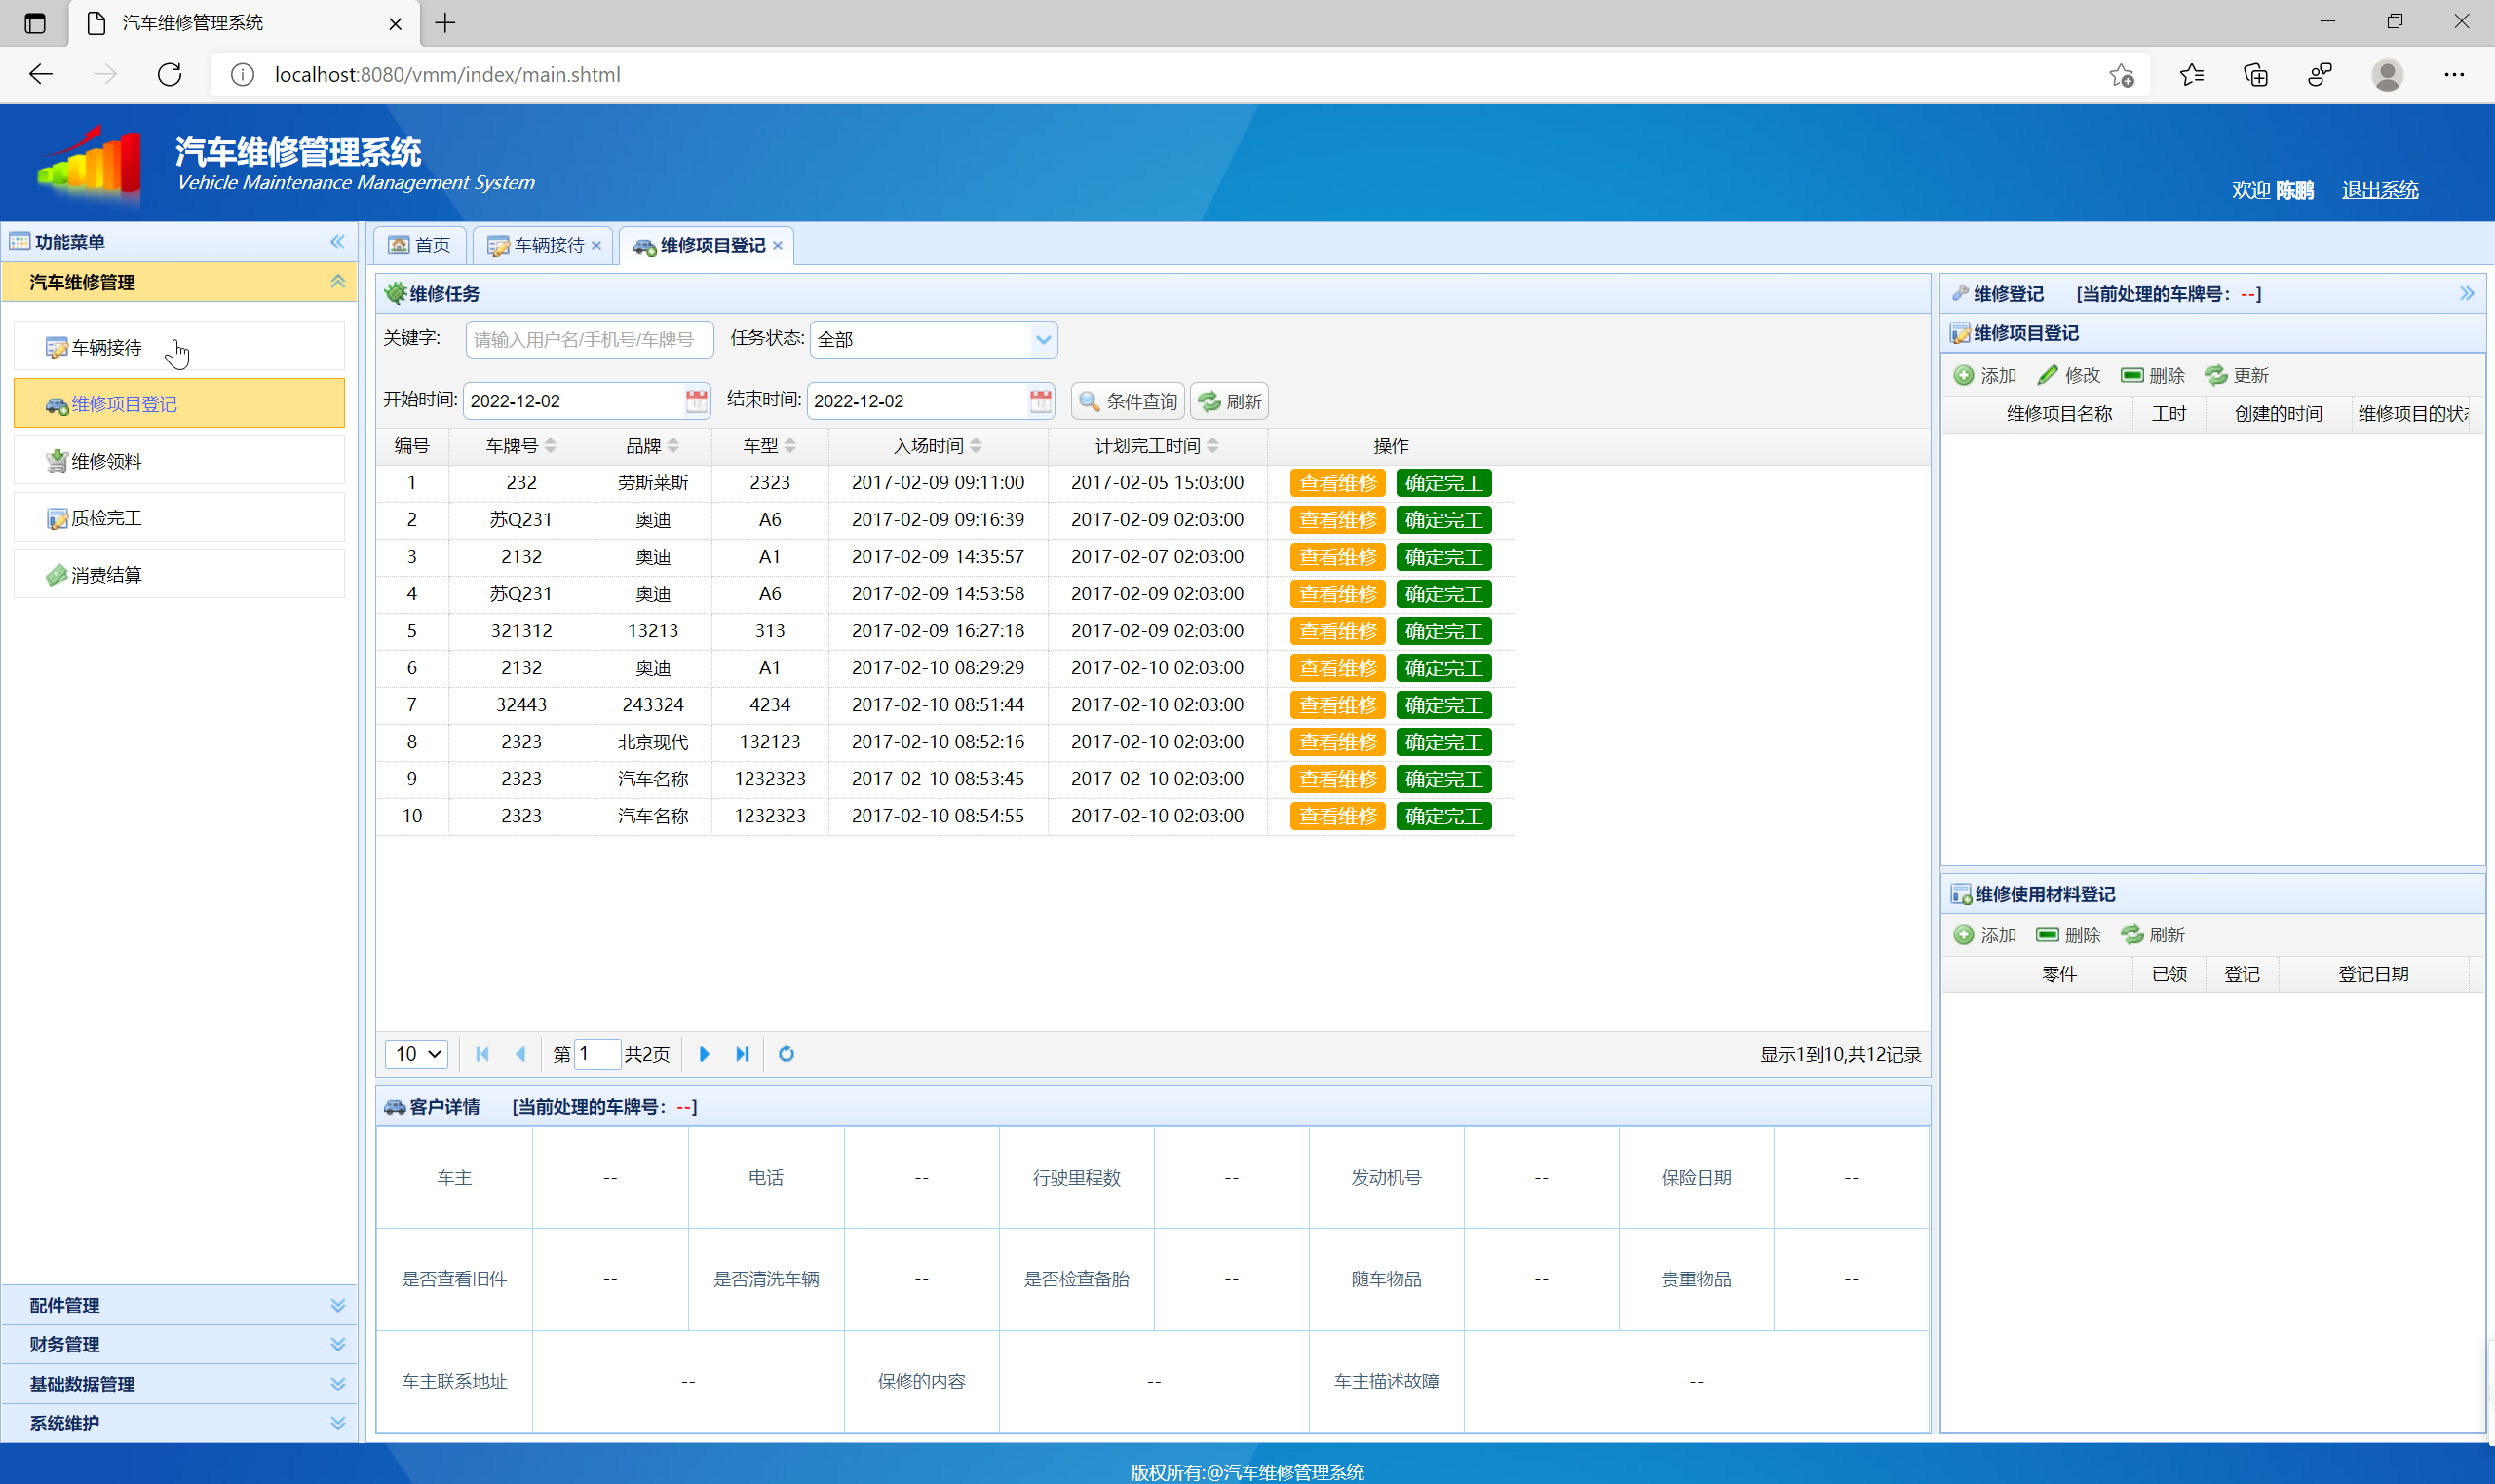 汽车维修管理系统
localhost:8080/vmm/index/main.shtml
汽车维修管理系统
Vehicle Maintenance Management System
欢迎 陈鹏 退出系统
功能菜单
汽车维修管理
车辆接待
维修项目登记
维修领料
质检完工
消费结算
配件管理
财务管理
基础数据管理
系统维护
首页 车辆接待 维修项目登记
维修任务
关键字: 请输入用户名/手机号/车牌号 任务状态: 全部
开始时间: 2022-12-02 结束时间: 2022-12-02 条件查询 刷新
编号 车牌号 品牌 车型 入场时间 计划完工时间 操作
1 232 劳斯莱斯 2323 2017-02-09 09:11:00 2017-02-05 15:03:00 查看维修 确定完工
2 苏Q231 奥迪 A6 2017-02-09 09:16:39 2017-02-09 02:03:00 查看维修 确定完工
3 2132 奥迪 A1 2017-02-09 14:35:57 2017-02-07 02:03:00 查看维修 确定完工
4 苏Q231 奥迪 A6 2017-02-09 14:53:58 2017-02-09 02:03:00 查看维修 确定完工
5 321312 13213 313 2017-02-09 16:27:18 2017-02-09 02:03:00 查看维修 确定完工
6 2132 奥迪 A1 2017-02-10 08:29:29 2017-02-10 02:03:00 查看维修 确定完工
7 32443 243324 4234 2017-02-10 08:51:44 2017-02-10 02:03:00 查看维修 确定完工
8 2323 北京现代 132123 2017-02-10 08:52:16 2017-02-10 02:03:00 查看维修 确定完工
9 2323 汽车名称 1232323 2017-02-10 08:53:45 2017-02-10 02:03:00 查看维修 确定完工
10 2323 汽车名称 1232323 2017-02-10 08:54:55 2017-02-10 02:03:00 查看维修 确定完工
10 第 1 共2页 显示1到10,共12记录
客户详情 [当前处理的车牌号：--]
车主 -- 电话 -- 行驶里程数 -- 发动机号 -- 保险日期 --
是否查看旧件 -- 是否清洗车辆 -- 是否检查备胎 -- 随车物品 -- 贵重物品 --
车主联系地址 -- 保修的内容 -- 车主描述故障 --
维修登记 [当前处理的车牌号：--]
维修项目登记
添加 修改 删除 更新
维修项目名称 工时 创建的时间 维修项目的状
维修使用材料登记
添加 删除 刷新
零件 已领 登记 登记日期
版权所有:@汽车维修管理系统